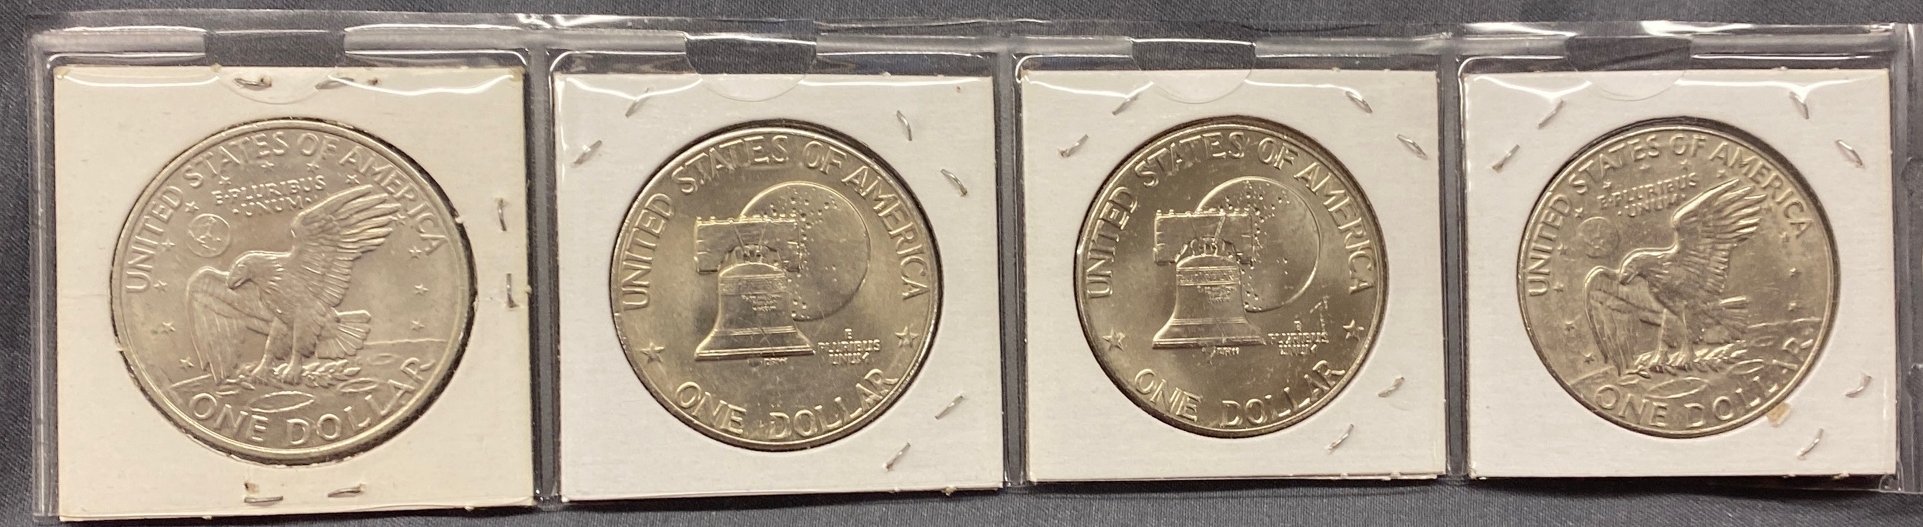 UNITED STATES OF AMERICA
E·PLURIBUS
UNUM
ONE DOLLAR
UNITED STATES OF AMERICA
E
PLURIBUS
UNUM
ONE DOLLAR
UNITED STATES OF AMERICA
E
PLURIBUS
UNUM
ONE DOLLAR
UNITED STATES OF AMERICA
E·PLURIBUS
UNUM
ONE DOLLAR